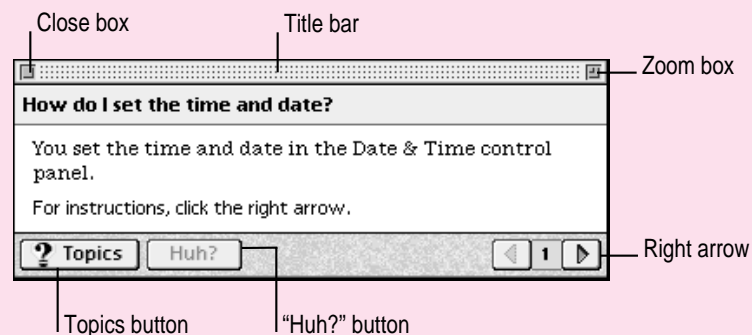 Close box
Title bar
Zoom box
How do I set the time and date?
You set the time and date in the Date & Time control
panel.
For instructions, click the right arrow.
? Topics
Huh?
1
Right arrow
Topics button
“Huh?” button